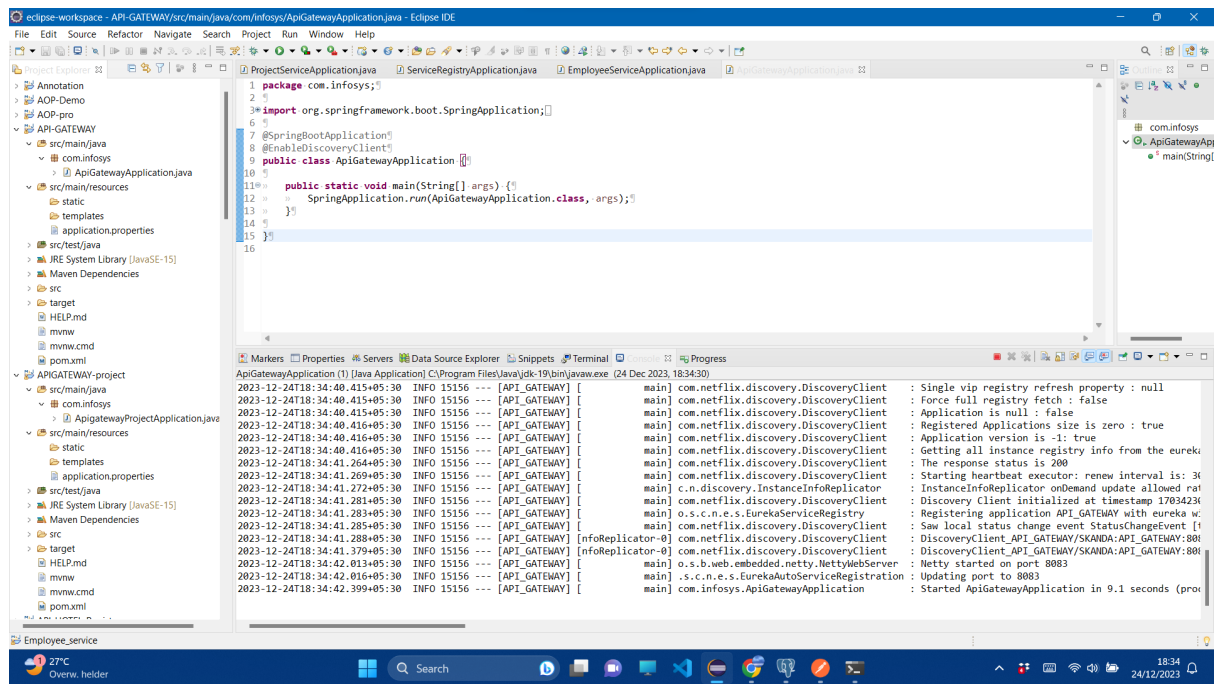 eclipse-workspace - API-GATEWAY/src/main/java/com/infosys/ApiGatewayApplication.java - Eclipse IDE
File Edit Source Refactor Navigate Search Project Run Window Help
Project Explorer
Annotation
AOP-Demo
AOP-pro
API-GATEWAY
src/main/java
com.infosys
ApiGatewayApplication.java
src/main/resources
static
templates
application.properties
src/test/java
JRE System Library [JavaSE-15]
Maven Dependencies
src
target
HELP.md
mvnw
mvnw.cmd
pom.xml
APIGATEWAY-project
src/main/java
com.infosys
ApigatewayProjectApplication.java
src/main/resources
static
templates
application.properties
src/test/java
JRE System Library [JavaSE-15]
Maven Dependencies
src
target
HELP.md
mvnw
mvnw.cmd
pom.xml
ProjectServiceApplication.java ServiceRegistryApplication.java EmployeeServiceApplication.java ApiGatewayApplication.java
1 package com.infosys;
2
3 import org.springframework.boot.SpringApplication;
6
7 @SpringBootApplication
8 @EnableDiscoveryClient
9 public class ApiGatewayApplication {
10
11 public static void main(String[] args) {
12 SpringApplication.run(ApiGatewayApplication.class, args);
13 }
14
15 }
16
Outline
com.infosys
ApiGatewayApp
main(String[
Markers Properties Servers Data Source Explorer Snippets Terminal Console Progress
ApiGatewayApplication (1) [Java Application] C:\Program Files\Java\jdk-19\bin\javaw.exe (24 Dec 2023, 18:34:30)
2023-12-24T18:34:40.415+05:30 INFO 15156 --- [API_GATEWAY] [ main] com.netflix.discovery.DiscoveryClient : Single vip registry refresh property : null
2023-12-24T18:34:40.415+05:30 INFO 15156 --- [API_GATEWAY] [ main] com.netflix.discovery.DiscoveryClient : Force full registry fetch : false
2023-12-24T18:34:40.415+05:30 INFO 15156 --- [API_GATEWAY] [ main] com.netflix.discovery.DiscoveryClient : Application is null : false
2023-12-24T18:34:40.416+05:30 INFO 15156 --- [API_GATEWAY] [ main] com.netflix.discovery.DiscoveryClient : Registered Applications size is zero : true
2023-12-24T18:34:40.416+05:30 INFO 15156 --- [API_GATEWAY] [ main] com.netflix.discovery.DiscoveryClient : Application version is -1: true
2023-12-24T18:34:40.416+05:30 INFO 15156 --- [API_GATEWAY] [ main] com.netflix.discovery.DiscoveryClient : Getting all instance registry info from the eureka
2023-12-24T18:34:41.264+05:30 INFO 15156 --- [API_GATEWAY] [ main] com.netflix.discovery.DiscoveryClient : The response status is 200
2023-12-24T18:34:41.269+05:30 INFO 15156 --- [API_GATEWAY] [ main] com.netflix.discovery.DiscoveryClient : Starting heartbeat executor: renew interval is: 30
2023-12-24T18:34:41.272+05:30 INFO 15156 --- [API_GATEWAY] [ main] c.n.discovery.InstanceInfoReplicator : InstanceInfoReplicator onDemand update allowed rat
2023-12-24T18:34:41.281+05:30 INFO 15156 --- [API_GATEWAY] [ main] com.netflix.discovery.DiscoveryClient : Discovery Client initialized at timestamp 17034230
2023-12-24T18:34:41.283+05:30 INFO 15156 --- [API_GATEWAY] [ main] o.s.c.n.e.s.EurekaServiceRegistry : Registering application API_GATEWAY with eureka wi
2023-12-24T18:34:41.285+05:30 INFO 15156 --- [API_GATEWAY] [ main] com.netflix.discovery.DiscoveryClient : Saw local status change event StatusChangeEvent [t
2023-12-24T18:34:41.288+05:30 INFO 15156 --- [API_GATEWAY] [nfoReplicator-0] com.netflix.discovery.DiscoveryClient : DiscoveryClient_API_GATEWAY/SKANDA:API_GATEWAY:808
2023-12-24T18:34:41.379+05:30 INFO 15156 --- [API_GATEWAY] [nfoReplicator-0] com.netflix.discovery.DiscoveryClient : DiscoveryClient_API_GATEWAY/SKANDA:API_GATEWAY:808
2023-12-24T18:34:42.013+05:30 INFO 15156 --- [API_GATEWAY] [ main] o.s.b.web.embedded.netty.NettyWebServer : Netty started on port 8083
2023-12-24T18:34:42.016+05:30 INFO 15156 --- [API_GATEWAY] [ main] .s.c.n.e.s.EurekaAutoServiceRegistration : Updating port to 8083
2023-12-24T18:34:42.399+05:30 INFO 15156 --- [API_GATEWAY] [ main] com.infosys.ApiGatewayApplication : Started ApiGatewayApplication in 9.1 seconds (proc
Employee_service
1
27°C
Overw. helder
Search
18:34
24/12/2023